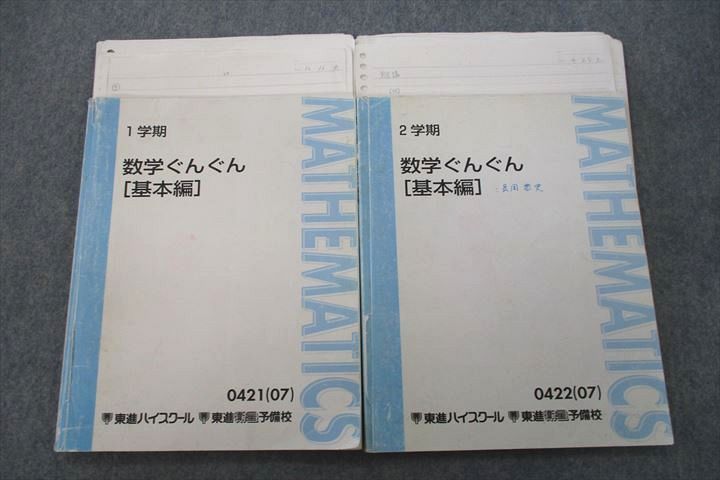 1学期
数学ぐんぐん
[基本編]
MATHEMATICS
0421(07)
東進ハイスクール 東進衛星予備校
2学期
数学ぐんぐん
[基本編]
MATHEMATICS
0422(07)
東進ハイスクール 東進衛星予備校